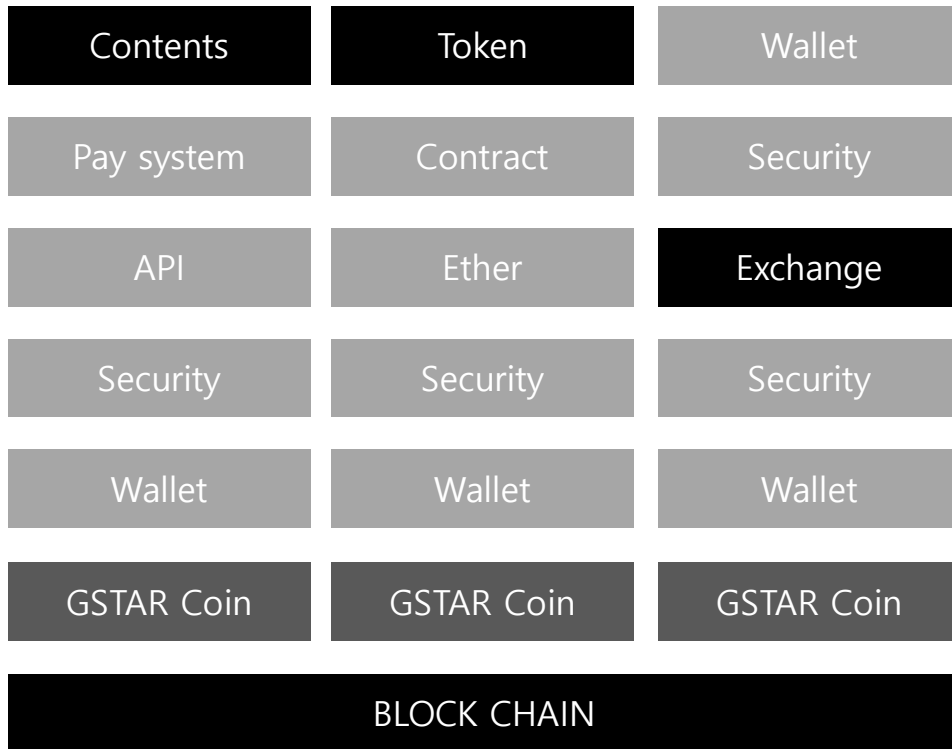 Contents Token Wallet
Pay system Contract Security
API Ether Exchange
Security Security Security
Wallet Wallet Wallet
GSTAR Coin GSTAR Coin GSTAR Coin
BLOCK CHAIN